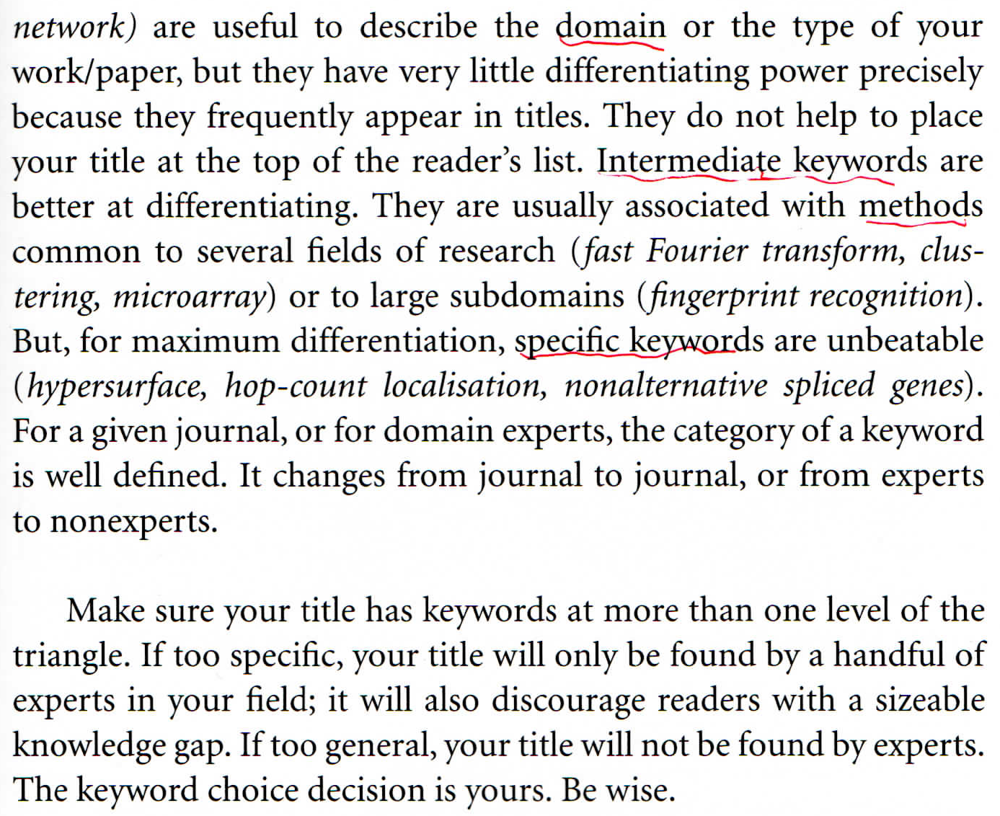 network) are useful to describe the domain or the type of your
work/paper, but they have very little differentiating power precisely
because they frequently appear in titles. They do not help to place
your title at the top of the reader’s list. Intermediate keywords are
better at differentiating. They are usually associated with methods
common to several fields of research (fast Fourier transform, clus-
tering, microarray) or to large subdomains (fingerprint recognition).
But, for maximum differentiation, specific keywords are unbeatable
(hypersurface, hop-count localisation, nonalternative spliced genes).
For a given journal, or for domain experts, the category of a keyword
is well defined. It changes from journal to journal, or from experts
to nonexperts.
Make sure your title has keywords at more than one level of the
triangle. If too specific, your title will only be found by a handful of
experts in your field; it will also discourage readers with a sizeable
knowledge gap. If too general, your title will not be found by experts.
The keyword choice decision is yours. Be wise.